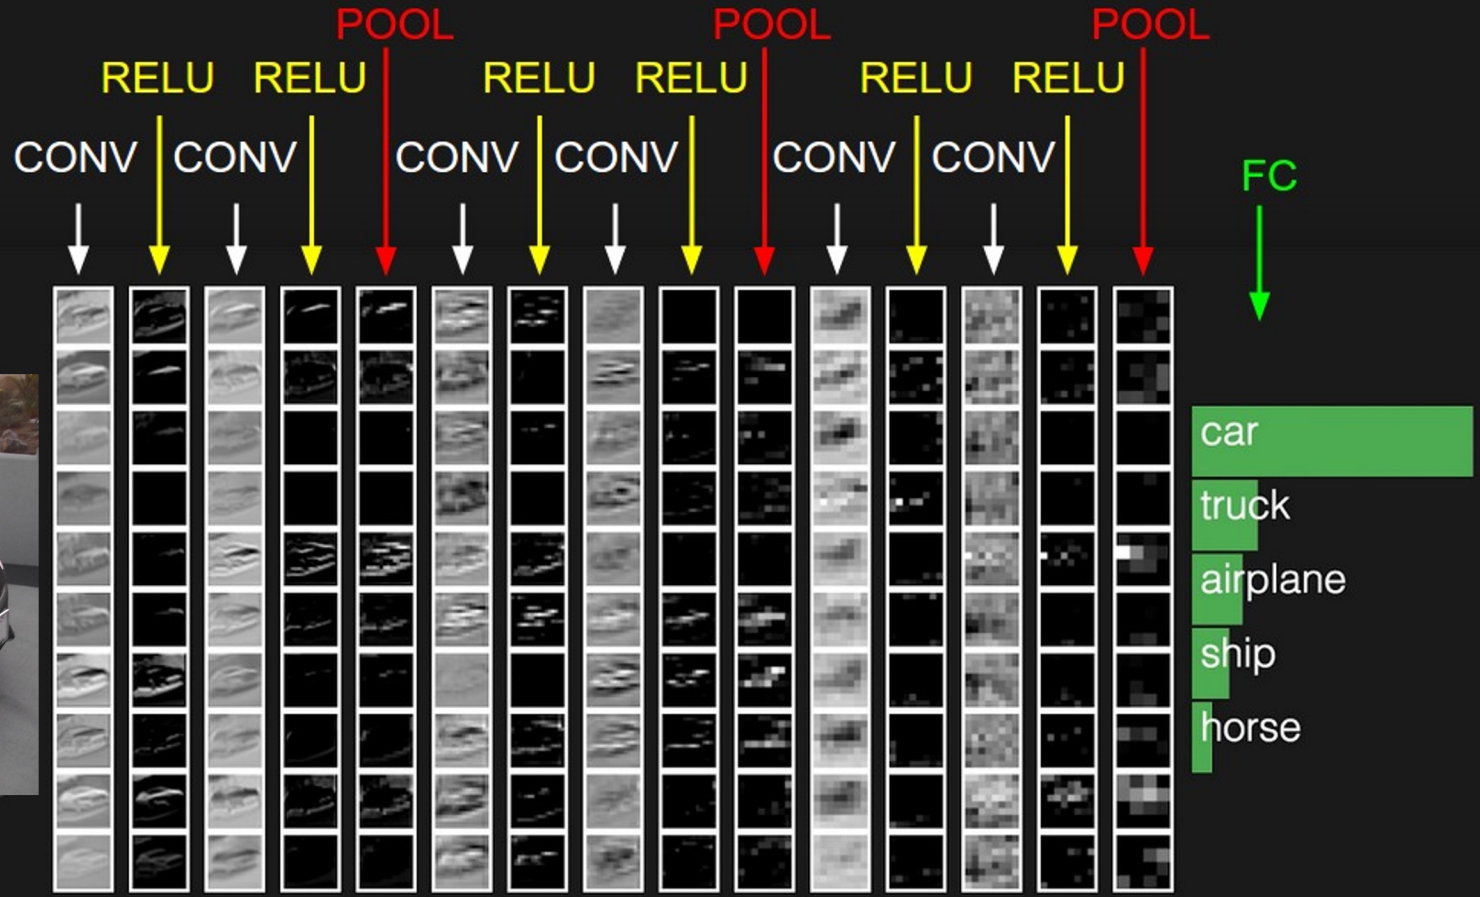 POOL POOL POOL
RELU RELU RELU RELU RELU RELU
CONV CONV CONV CONV CONV CONV
FC
car
truck
airplane
ship
horse